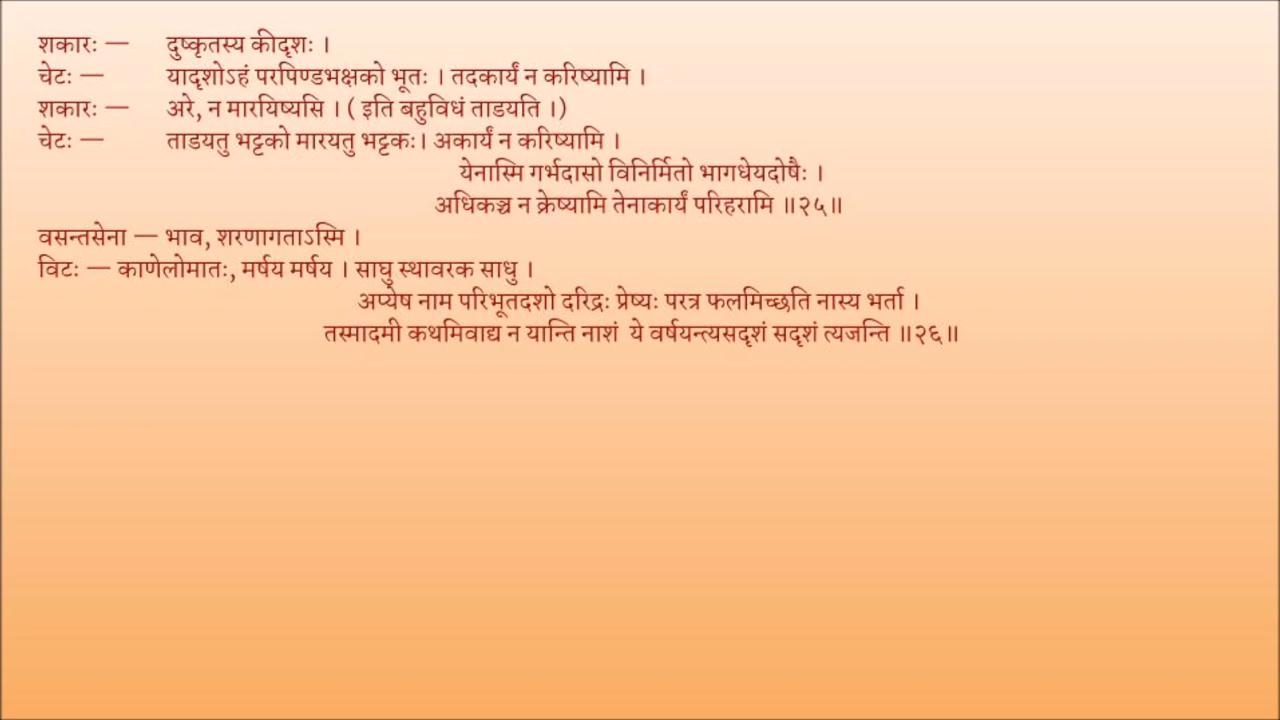 शकारः — दुष्कृतस्य कीदृशः ।
चेटः — यादृशोऽहं परपिण्डभक्षको भूतः । तदकार्यं न करिष्यामि ।
शकारः — अरे, न मारयिष्यसि । ( इति बहुविधं ताडयति ।)
चेटः — ताडयतु भट्टको मारयतु भट्टकः। अकार्यं न करिष्यामि ।
येनास्मि गर्भदासो विनिर्मितो भागधेयदोषैः ।
अधिकञ्च न क्रेष्यामि तेनाकार्यं परिहरामि ॥२५॥
वसन्तसेना — भाव, शरणागताऽस्मि ।
विटः — काणेलोमातः, मर्षय मर्षय । साघु स्थावरक साधु ।
अप्येष नाम परिभूतदशो दरिद्रः प्रेष्यः परत्र फलमिच्छति नास्य भर्ता ।
तस्मादमी कथमिवाद्य न यान्ति नाशं ये वर्षयन्त्यसदृशं सदृशं त्यजन्ति ॥२६॥